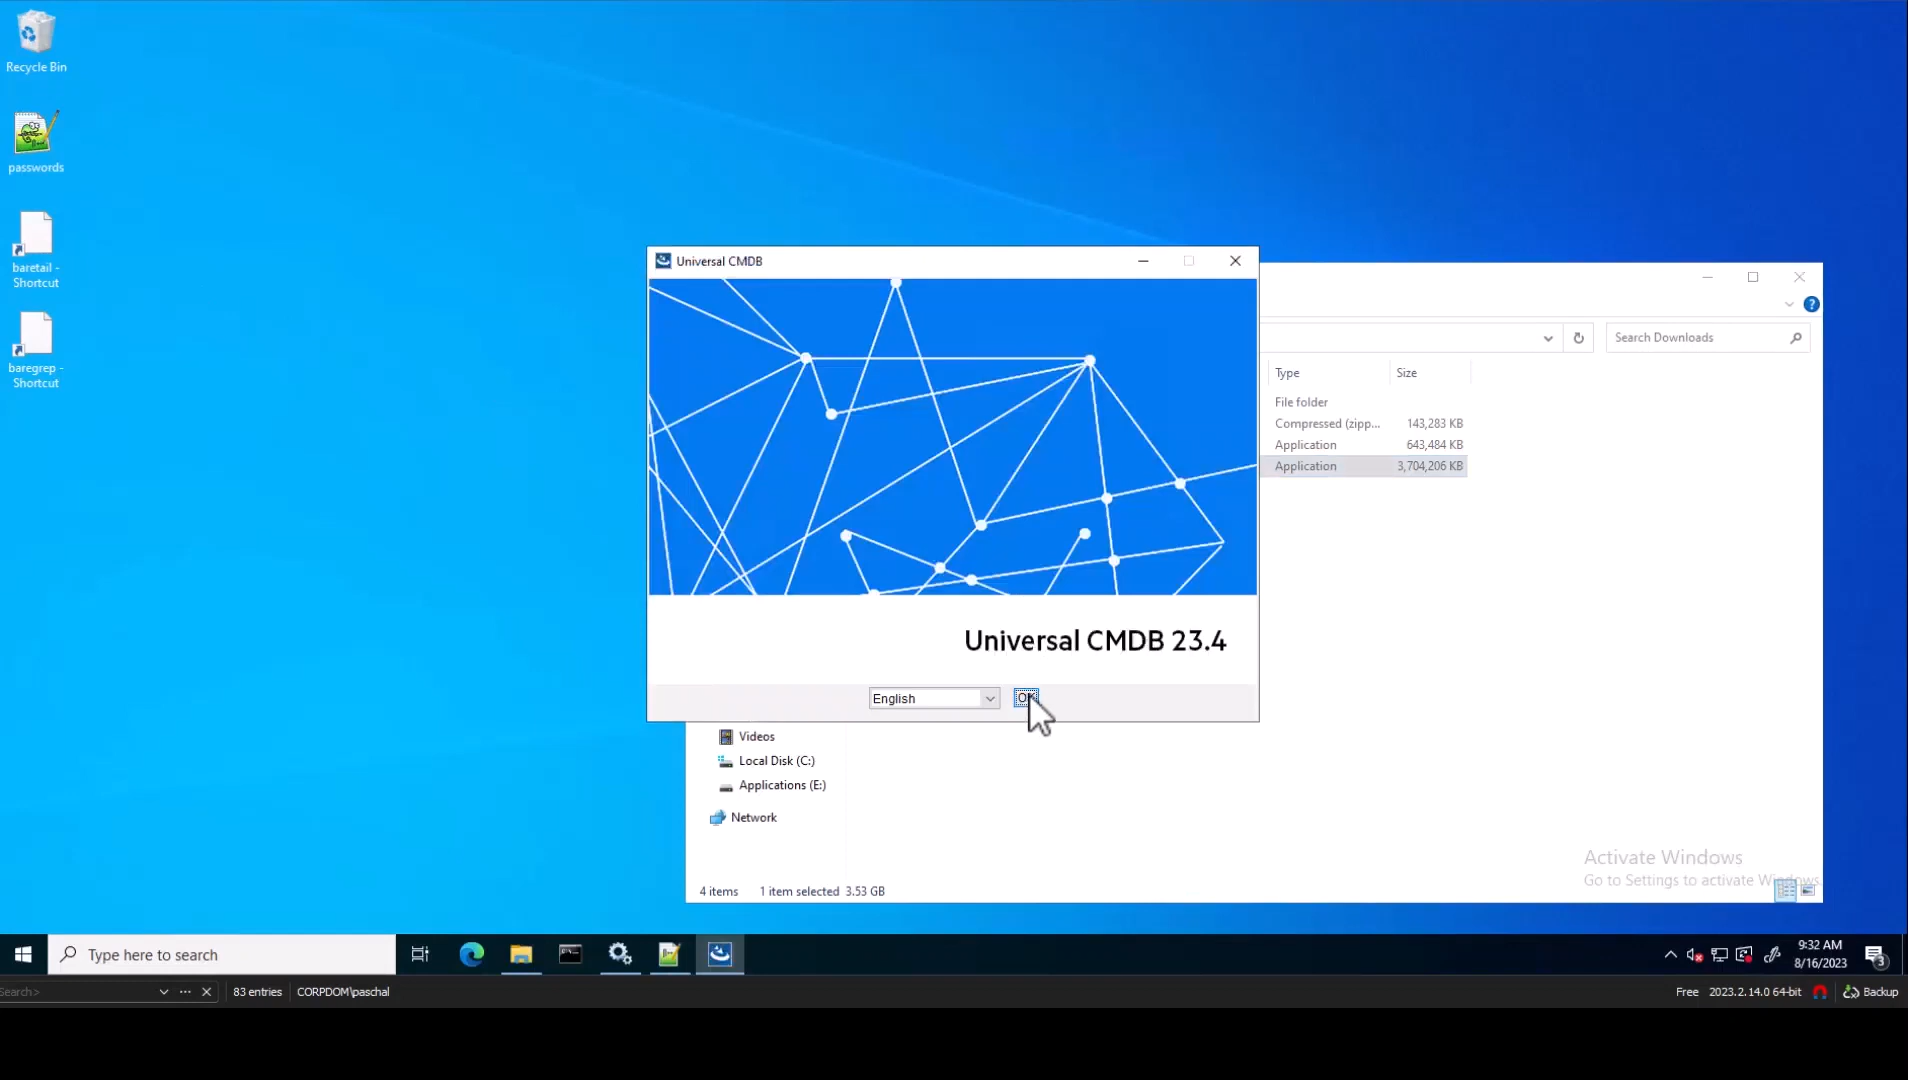 Recycle Bin
passwords
baretail -
Shortcut
baregrep -
Shortcut
Universal CMDB
Universal CMDB 23.4
English
OK
?
Search Downloads
Type
Size
File folder
Compressed (zipp...
143,283 KB
Application
643,484 KB
Application
3,704,206 KB
Videos
Local Disk (C:)
Applications (E:)
Network
4 items
1 item selected
3.53 GB
Activate Windows
Go to Settings to activate Windows.
Type here to search
9:32 AM
8/16/2023
3
Search>
83 entries
CORPDOM\paschal
Free
2023.2.14.0 64-bit
Backup